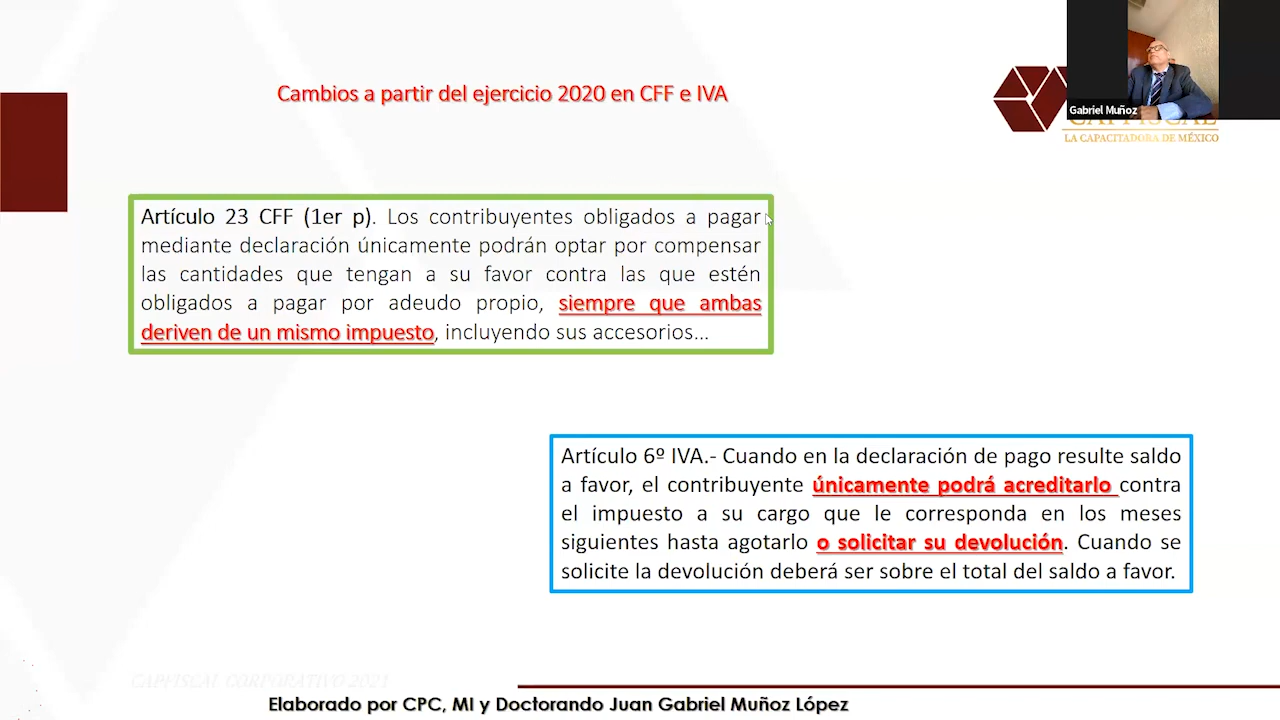 Gabriel Muñoz
Cambios a partir del ejercicio 2020 en CFF e IVA
CAPFISCAL
LA CAPACITADORA DE MÉXICO
Artículo 23 CFF (1er p). Los contribuyentes obligados a pagar
mediante declaración únicamente podrán optar por compensar
las cantidades que tengan a su favor contra las que estén
obligados a pagar por adeudo propio, siempre que ambas
deriven de un mismo impuesto, incluyendo sus accesorios...
Artículo 6º IVA.- Cuando en la declaración de pago resulte saldo
a favor, el contribuyente únicamente podrá acreditarlo contra
el impuesto a su cargo que le corresponda en los meses
siguientes hasta agotarlo o solicitar su devolución. Cuando se
solicite la devolución deberá ser sobre el total del saldo a favor.
CAPFISCAL CORPORATIVO 2021
Elaborado por CPC, MI y Doctorando Juan Gabriel Muñoz López